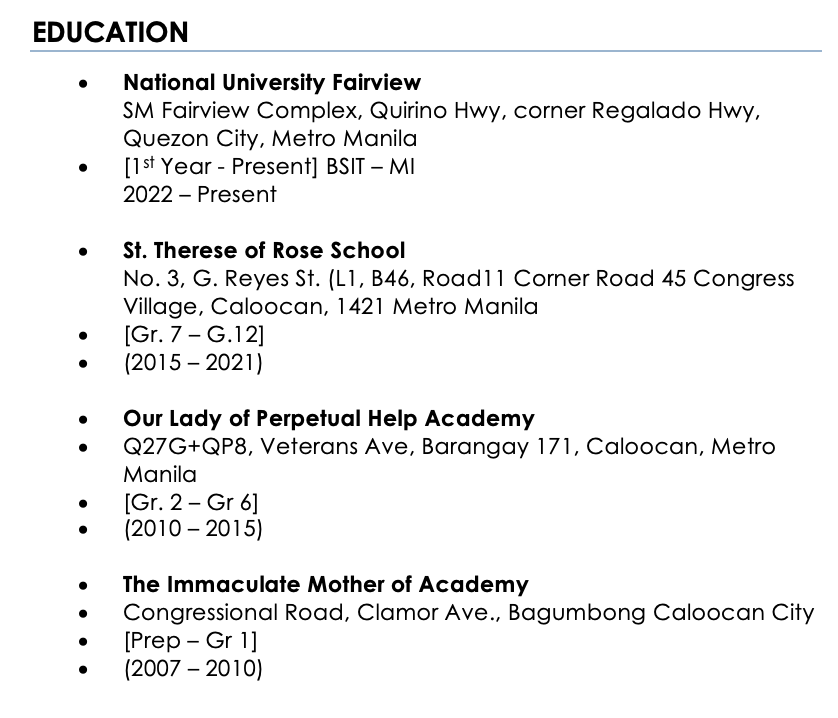 EDUCATION
• National University Fairview
SM Fairview Complex, Quirino Hwy, corner Regalado Hwy,
Quezon City, Metro Manila
• [1st Year - Present] BSIT – MI
2022 – Present
• St. Therese of Rose School
No. 3, G. Reyes St. (L1, B46, Road11 Corner Road 45 Congress
Village, Caloocan, 1421 Metro Manila
• [Gr. 7 – G.12]
• (2015 – 2021)
• Our Lady of Perpetual Help Academy
• Q27G+QP8, Veterans Ave, Barangay 171, Caloocan, Metro
Manila
• [Gr. 2 – Gr 6]
• (2010 – 2015)
• The Immaculate Mother of Academy
• Congressional Road, Clamor Ave., Bagumbong Caloocan City
• [Prep – Gr 1]
• (2007 – 2010)